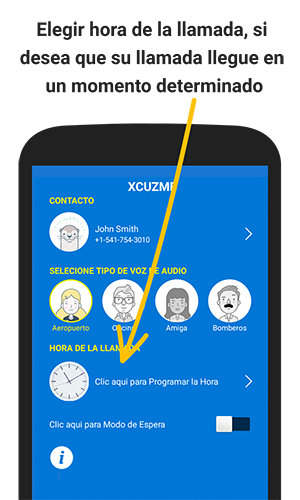 Elegir hora de la llamada, si
desea que su llamada llegue en
un momento determinado
XCUZME
CONTACTO
John Smith
+1-541-754-3010
SELECIONE TIPO DE VOZ DE AUDIO
Aeropuerto Oficina Amiga Bomberos
HORA DE LA LLAMADA
Clic aqui para Programar la Hora
Clic aqui para Modo de Espera
i